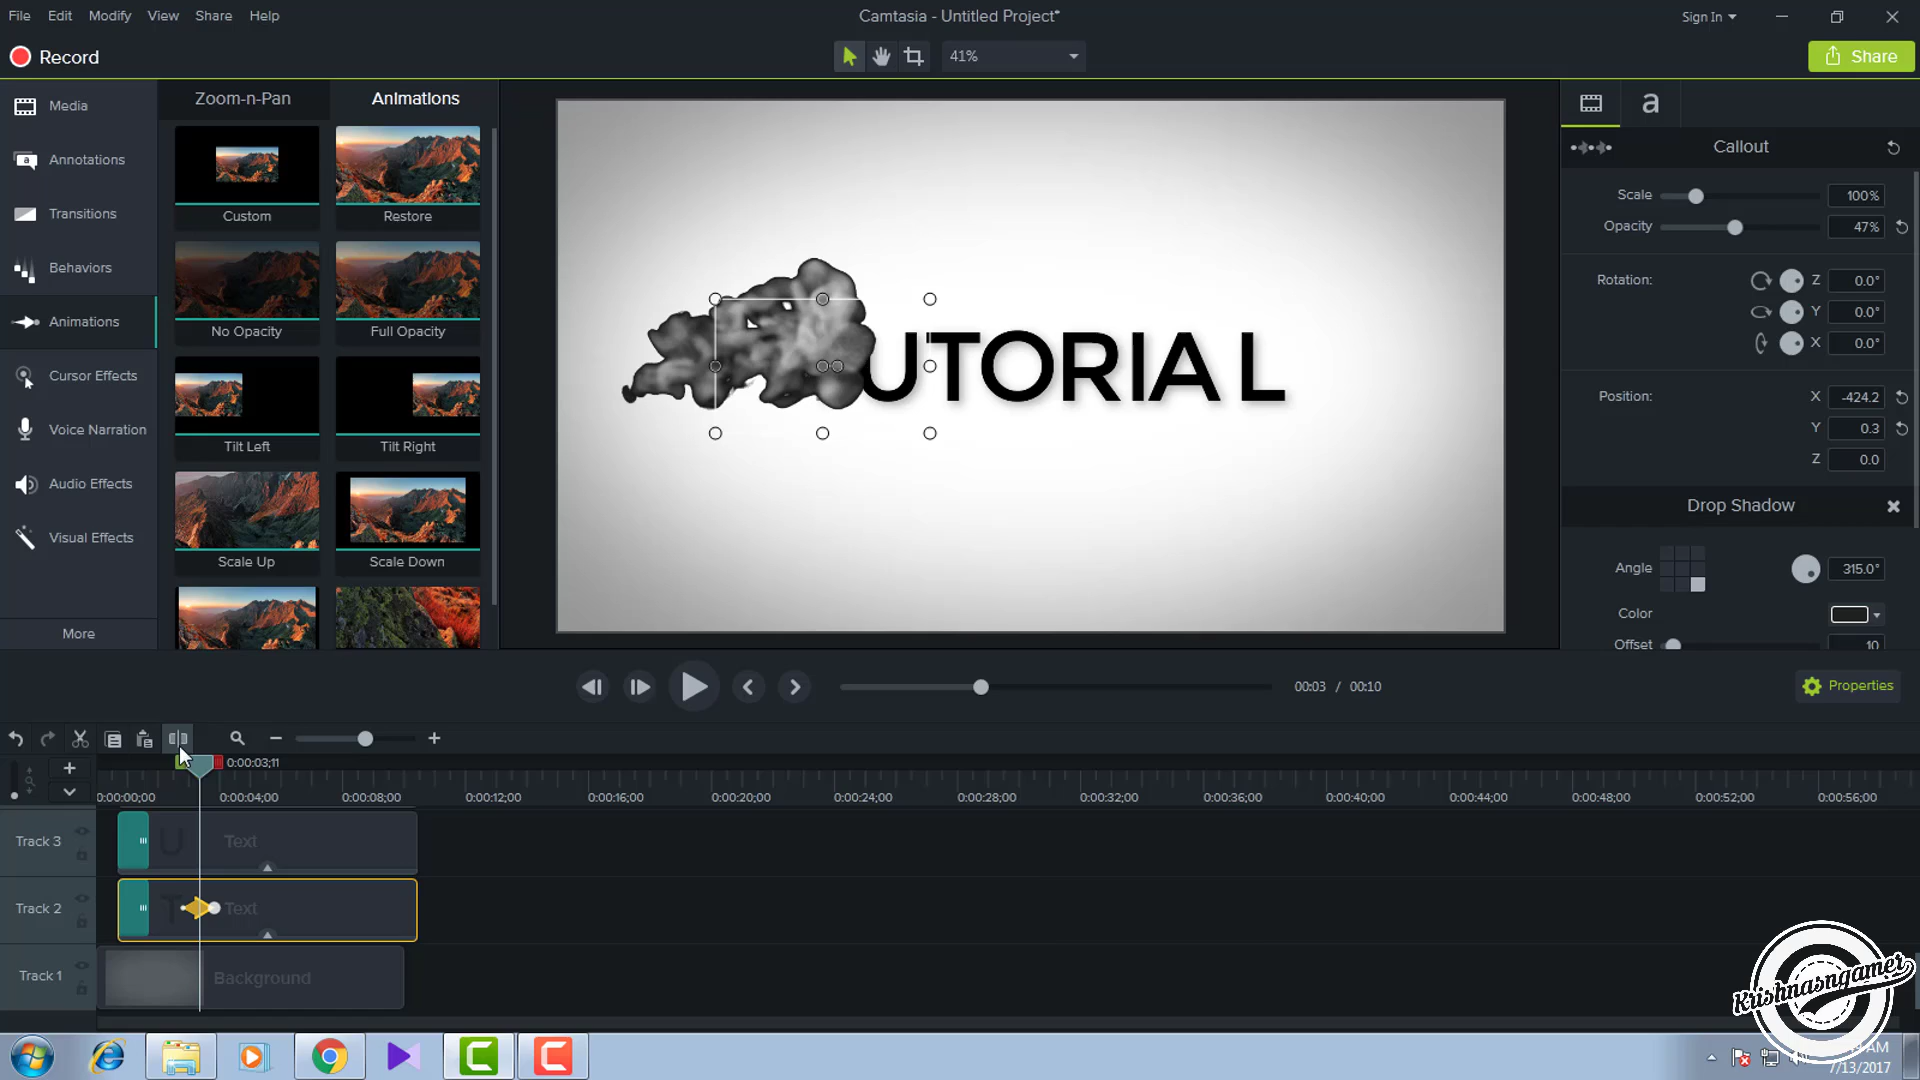 File Edit Modify View Share Help
Camtasia - Untitled Project*
Sign In
Record
41%
Share
Media
Annotations
Transitions
Behaviors
Animations
Cursor Effects
Voice Narration
Audio Effects
Visual Effects
More
Zoom-n-Pan Animations
Custom Restore
No Opacity Full Opacity
Tilt Left Tilt Right
Scale Up Scale Down
UTORIAL
a
Callout
Scale 100%
Opacity 47%
Rotation: Z 0.0°
Y 0.0°
X 0.0°
Position: X -424.2
Y 0.3
Z 0.0
Drop Shadow
Angle 315.0°
Color
Offset 10
00:03 / 00:10
Properties
0:00:03;11
0:00:00;00 0:00:04;00 0:00:08;00 0:00:12;00 0:00:16;00 0:00:20;00 0:00:24;00 0:00:28;00 0:00:32;00 0:00:36;00 0:00:40;00 0:00:44;00 0:00:48;00 0:00:52;00 0:00:56;00
Track 3 U Text
Track 2 T Text
Track 1 Background
Krishnasngamer
AM
7/13/2017